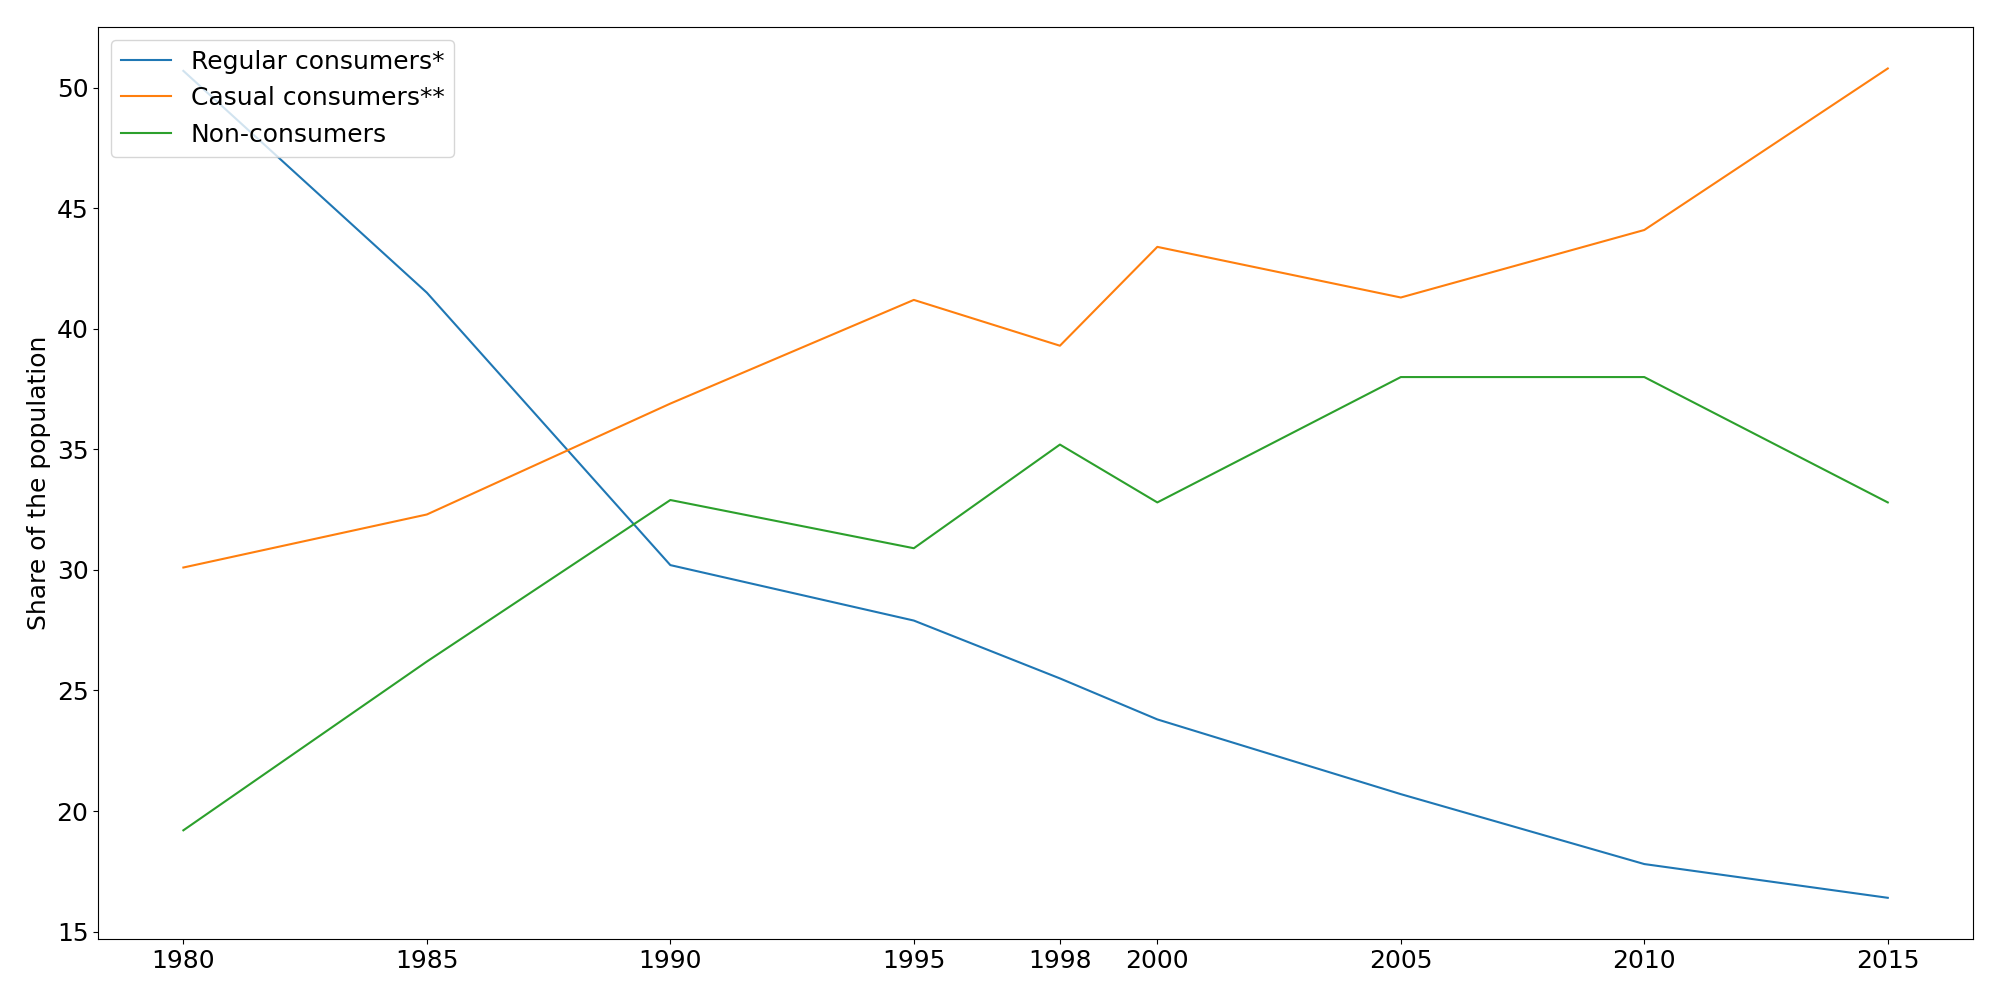 Regular consumers*
Casual consumers**
Non-consumers
Share of the population
50
45
40
35
30
25
20
15
1980 1985 1990 1995 1998 2000 2005 2010 2015